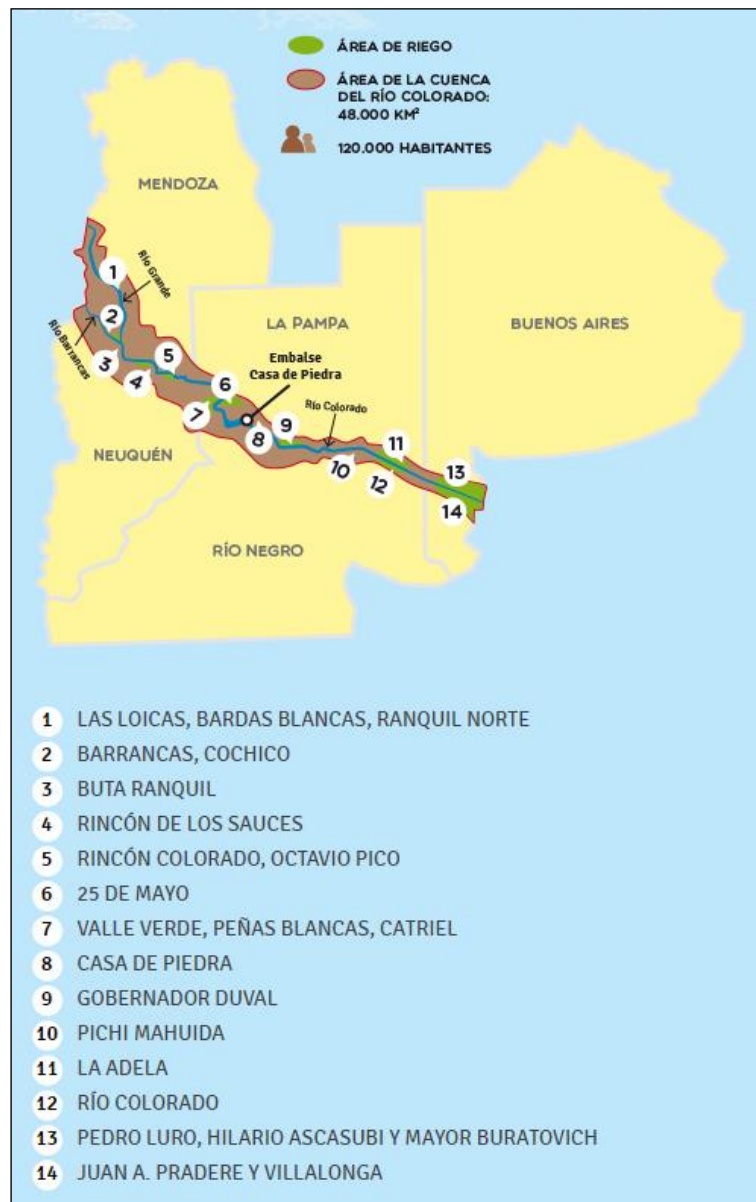 ÁREA DE RIEGO
ÁREA DE LA CUENCA
DEL RÍO COLORADO:
48.000 KM²
120.000 HABITANTES
MENDOZA
1
Río Grande
2
Río Barrancas
3
4
5
LA PAMPA
BUENOS AIRES
Embalse
Casa de Piedra
6
7
8
9
Río Colorado
10
11
12
13
14
NEUQUÉN
RÍO NEGRO
1 LAS LOICAS, BARDAS BLANCAS, RANQUIL NORTE
2 BARRANCAS, COCHICO
3 BUTA RANQUIL
4 RINCÓN DE LOS SAUCES
5 RINCÓN COLORADO, OCTAVIO PICO
6 25 DE MAYO
7 VALLE VERDE, PEÑAS BLANCAS, CATRIEL
8 CASA DE PIEDRA
9 GOBERNADOR DUVAL
10 PICHI MAHUIDA
11 LA ADELA
12 RÍO COLORADO
13 PEDRO LURO, HILARIO ASCASUBI Y MAYOR BURATOVICH
14 JUAN A. PRADERE Y VILLALONGA